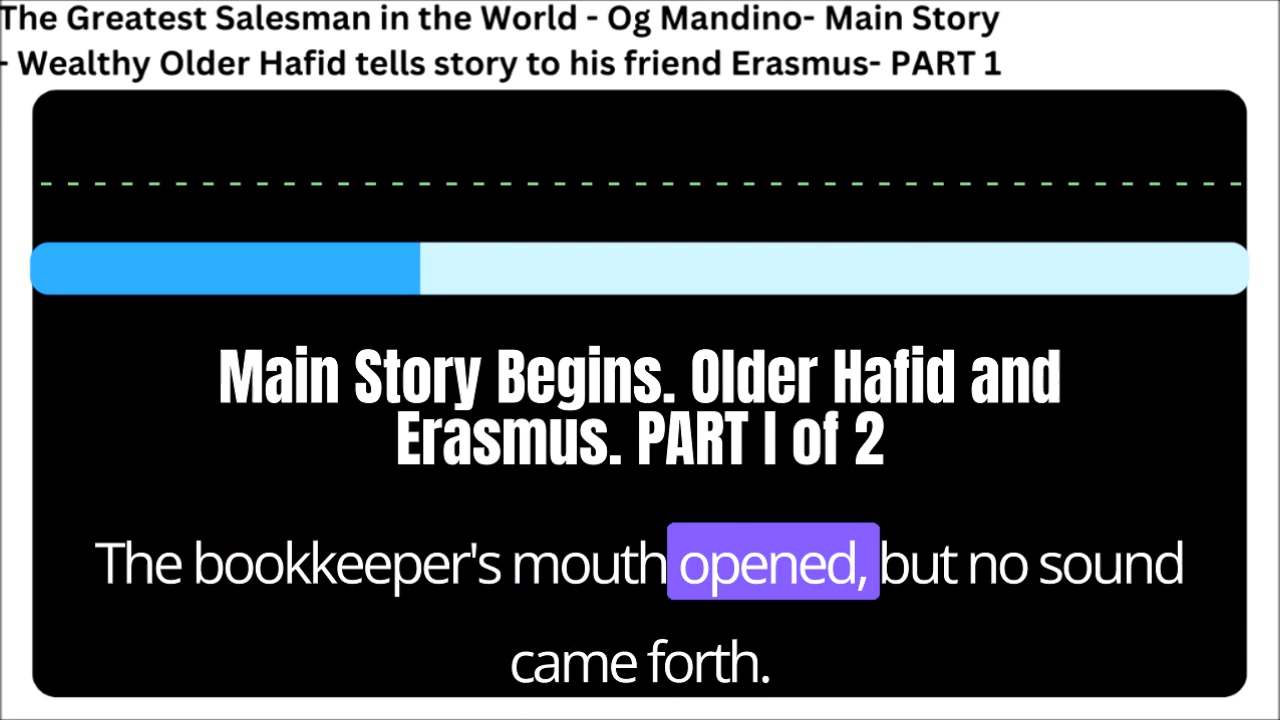 The Greatest Salesman in the World - Og Mandino- Main Story
- Wealthy Older Hafid tells story to his friend Erasmus- PART 1
Main Story Begins. Older Hafid and
Erasmus. PART I of 2
The bookkeeper's mouth opened, but no sound
came forth.